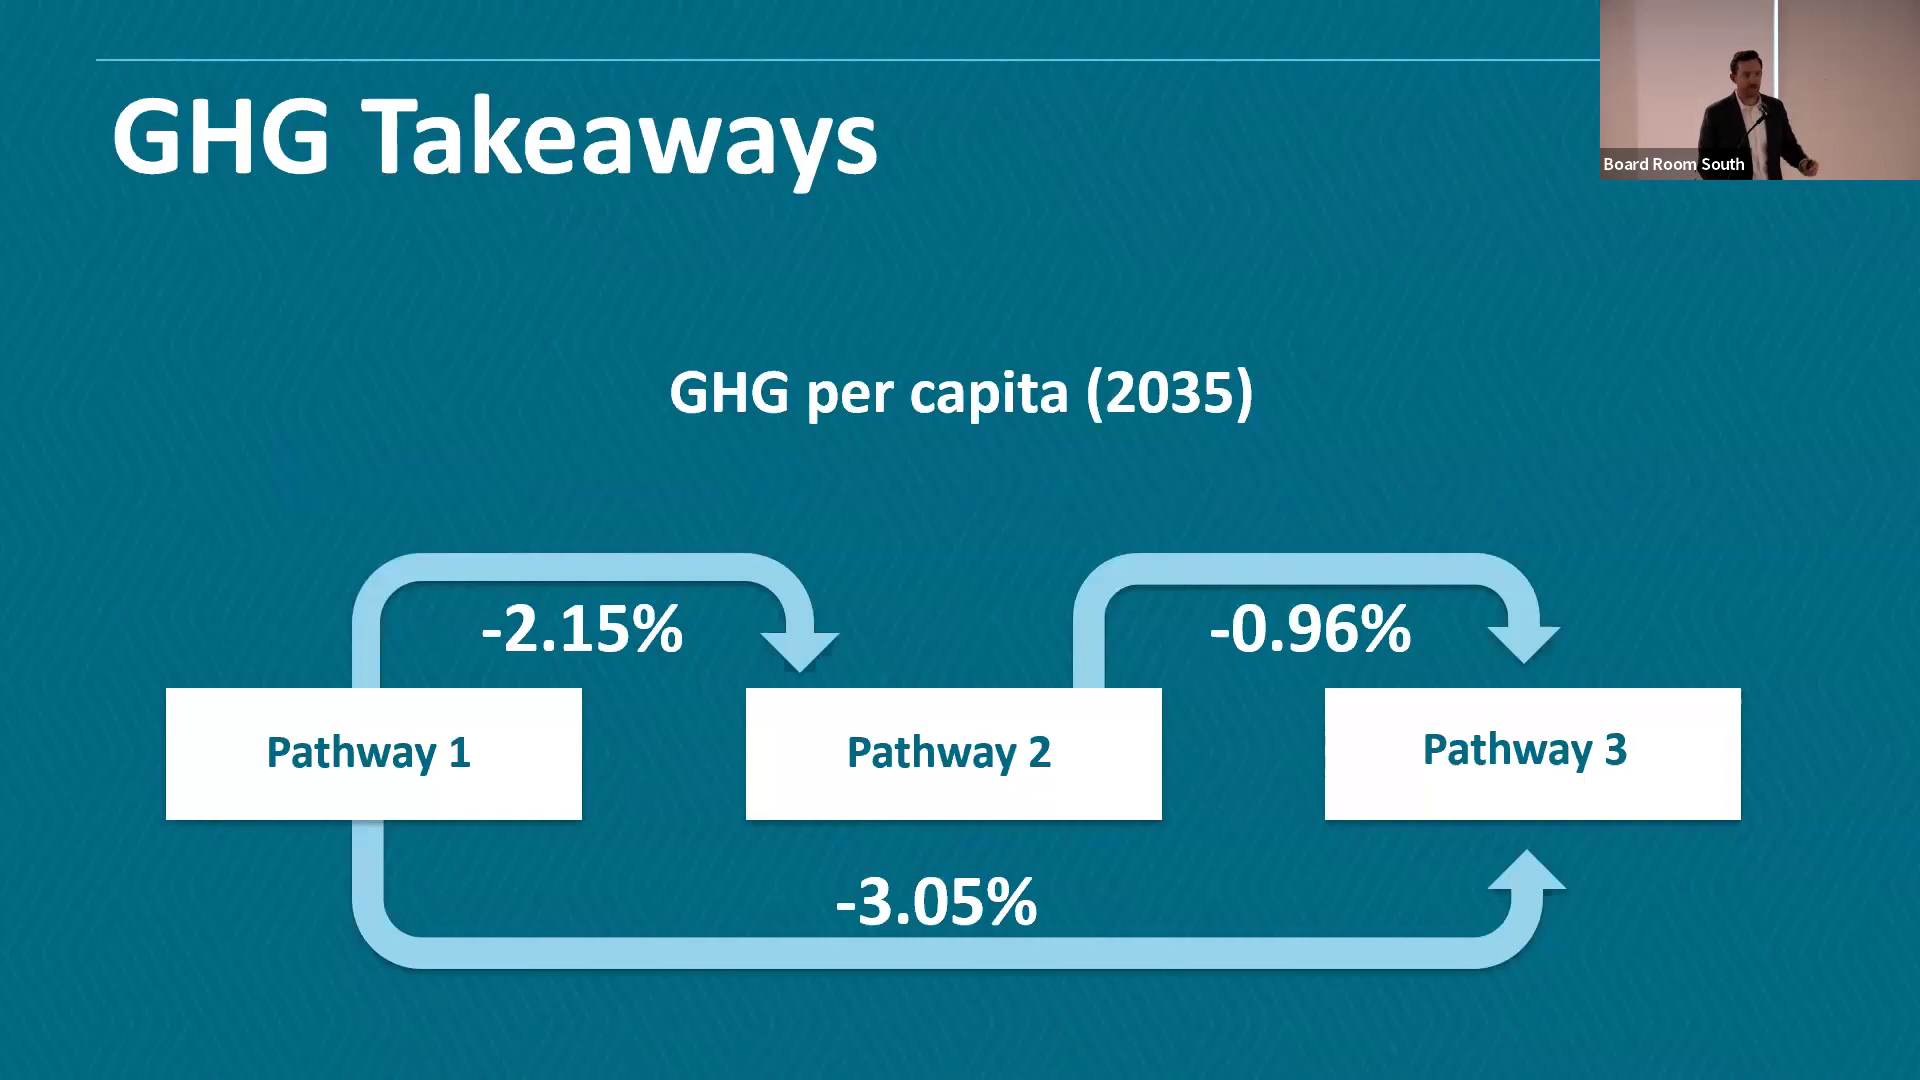 GHG Takeaways
Board Room South
GHG per capita (2035)
-2.15%
-0.96%
Pathway 1
Pathway 2
Pathway 3
-3.05%